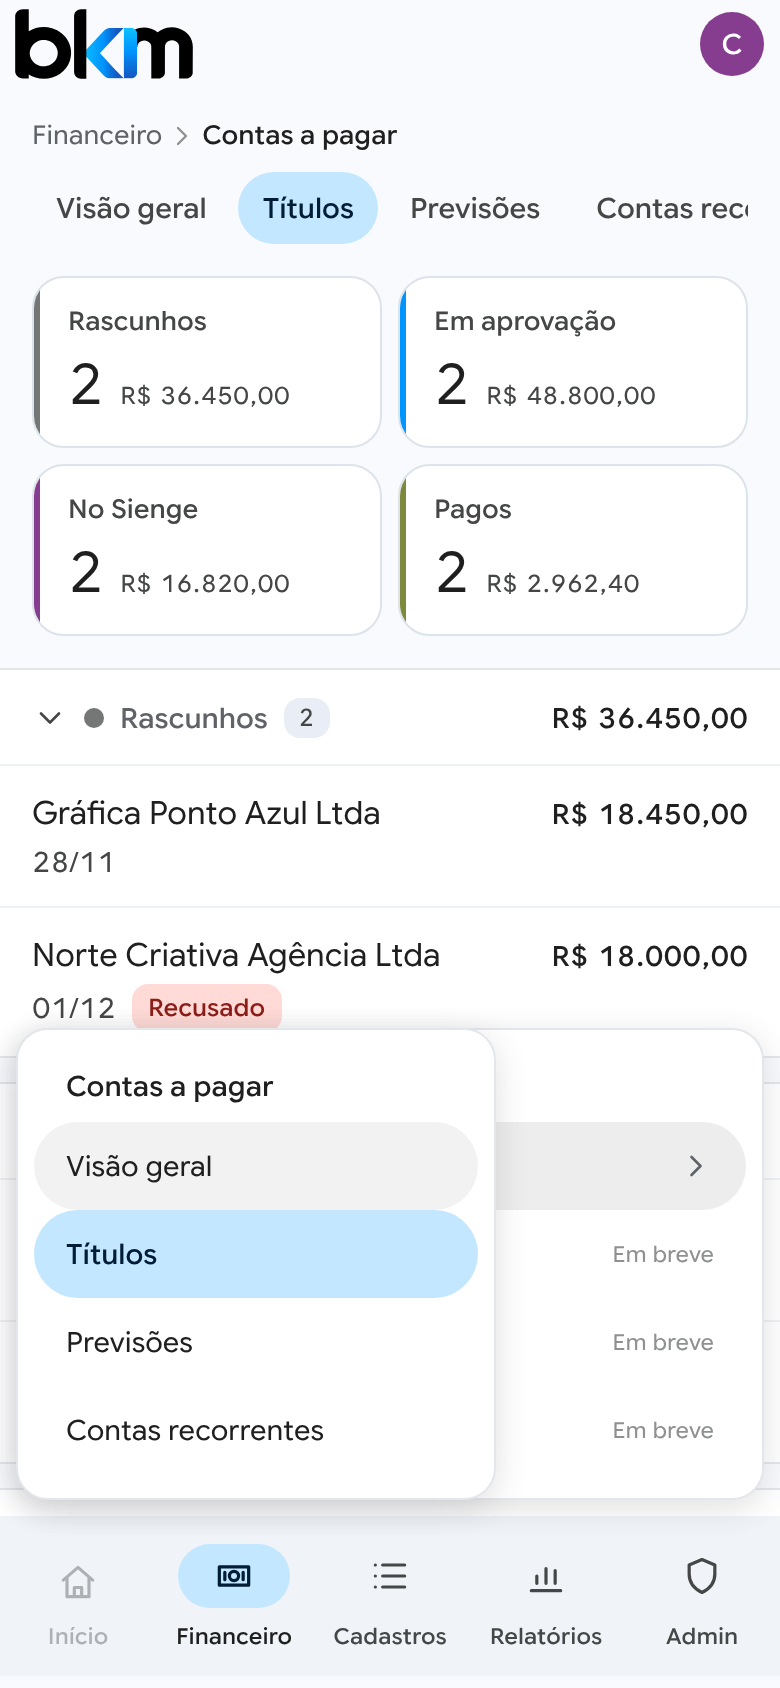 bkm
C
Financeiro > Contas a pagar
Visão geral Títulos Previsões Contas reco
Rascunhos
2 R$ 36.450,00
Em aprovação
2 R$ 48.800,00
No Sienge
2 R$ 16.820,00
Pagos
2 R$ 2.962,40
Rascunhos 2 R$ 36.450,00
Gráfica Ponto Azul Ltda R$ 18.450,00
28/11
Norte Criativa Agência Ltda R$ 18.000,00
01/12 Recusado
Contas a pagar
Visão geral
Títulos Em breve
Previsões Em breve
Contas recorrentes Em breve
Início Financeiro Cadastros Relatórios Admin